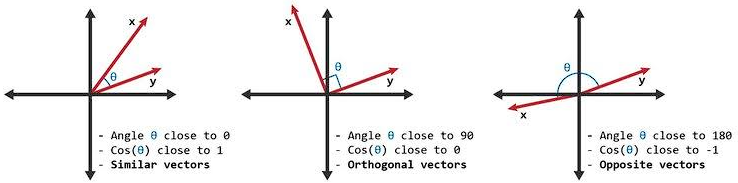 x
θ
y
- Angle θ close to 0
- Cos(θ) close to 1
- Similar vectors
x
θ
y
- Angle θ close to 90
- Cos(θ) close to 0
- Orthogonal vectors
θ
y
x
- Angle θ close to 180
- Cos(θ) close to -1
- Opposite vectors